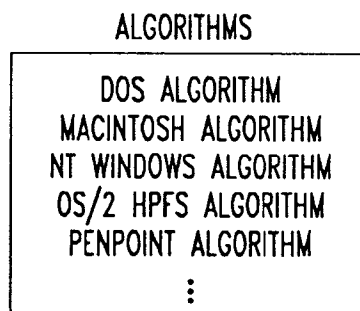 ALGORITHMS
DOS ALGORITHM
MACINTOSH ALGORITHM
NT WINDOWS ALGORITHM
OS/2 HPFS ALGORITHM
PENPOINT ALGORITHM
⋮